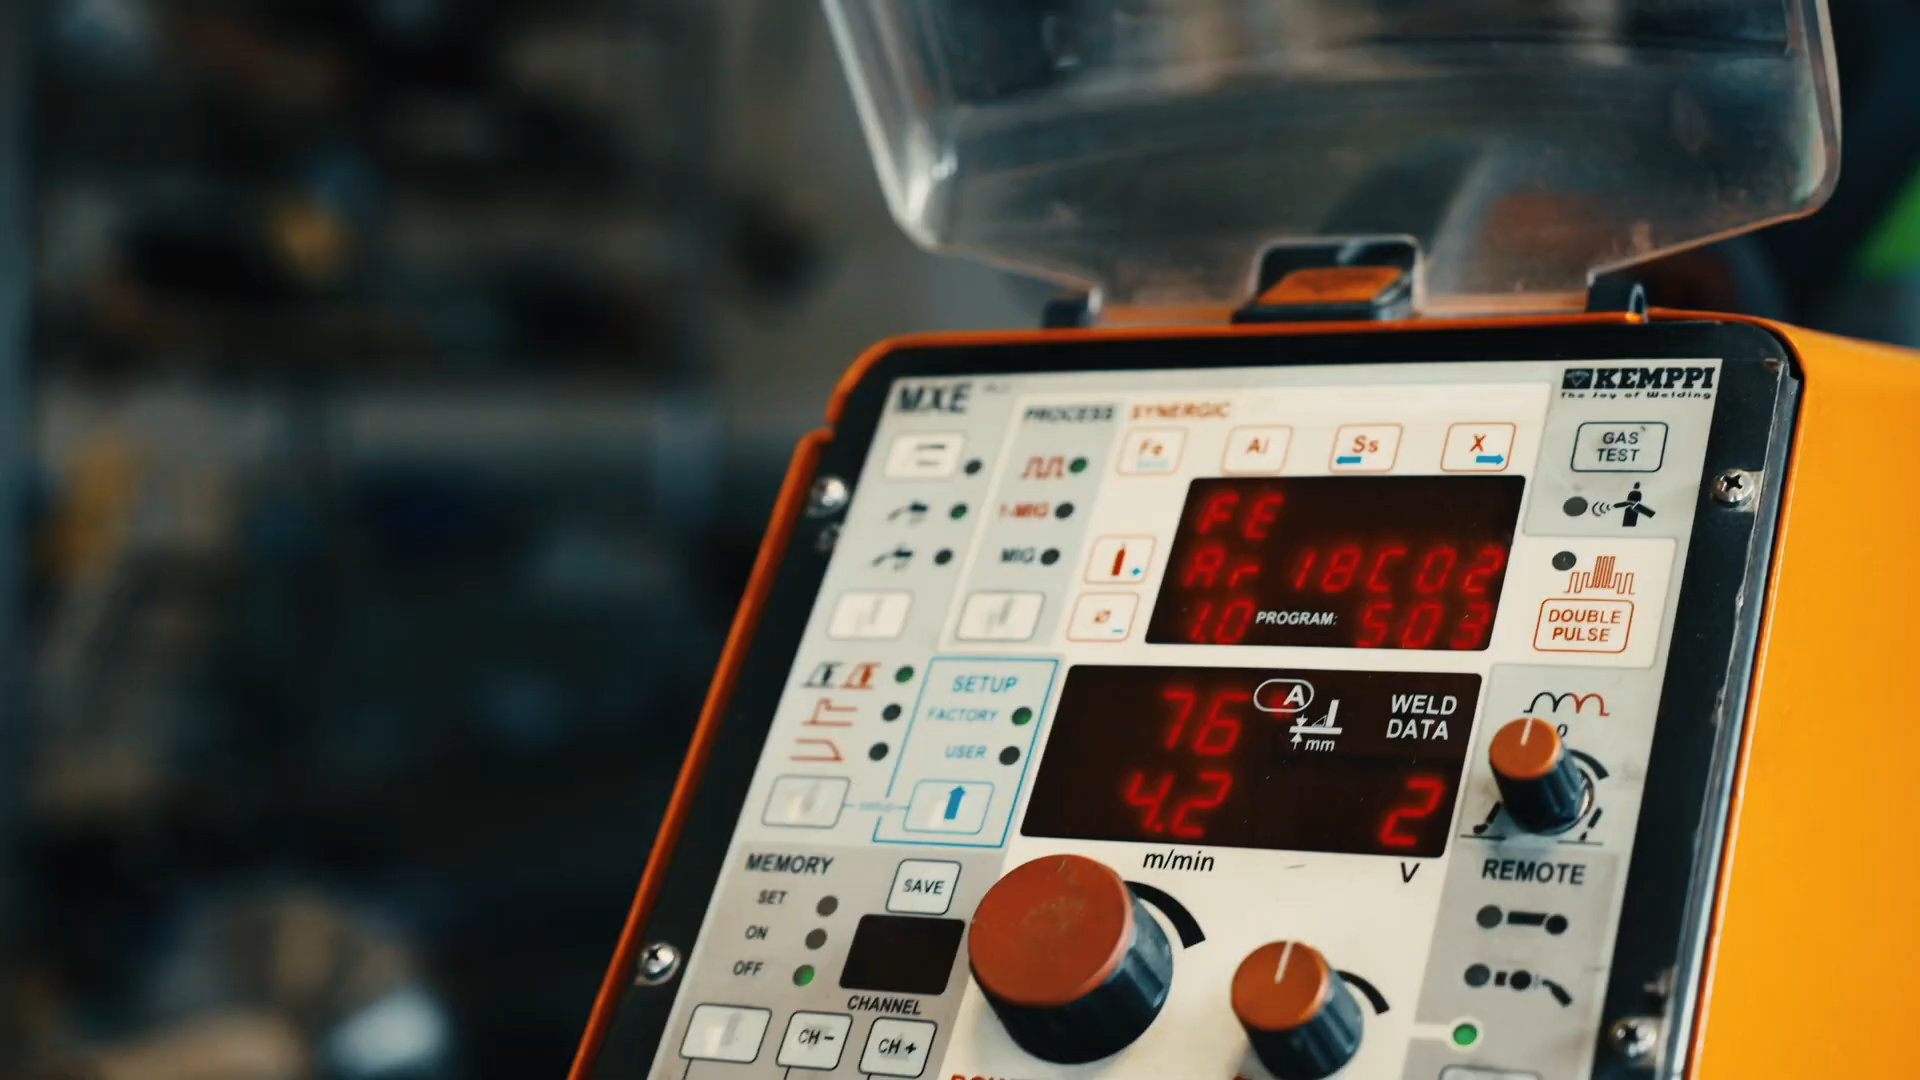 MXE
KEMPPI
The Joy of Welding
PROCESS
SYNERGIC
Fe
Al
Ss
X
GAS
TEST
1-MIG
MIG
FE
Ar 18CO2
1.0 PROGRAM: 503
DOUBLE
PULSE
SETUP
FACTORY
USER
76 A
mm
WELD
DATA
4.2
2
m/min
V
0
MEMORY
SET
ON
OFF
SAVE
CHANNEL
CH -
CH +
REMOTE